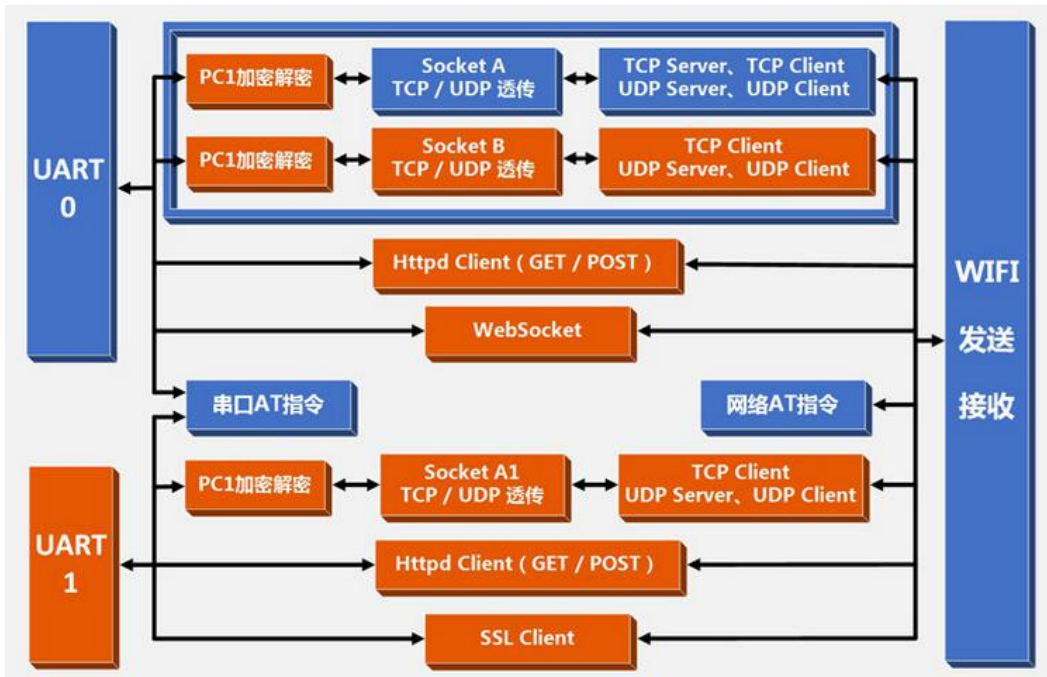 UART
0
PC1加密解密
Socket A
TCP / UDP 透传
TCP Server、TCP Client
UDP Server、UDP Client
PC1加密解密
Socket B
TCP / UDP 透传
TCP Client
UDP Server、UDP Client
Httpd Client ( GET / POST )
WebSocket
串口AT指令
网络AT指令
WIFI
发送
接收
UART
1
PC1加密解密
Socket A1
TCP / UDP 透传
TCP Client
UDP Server、UDP Client
Httpd Client ( GET / POST )
SSL Client